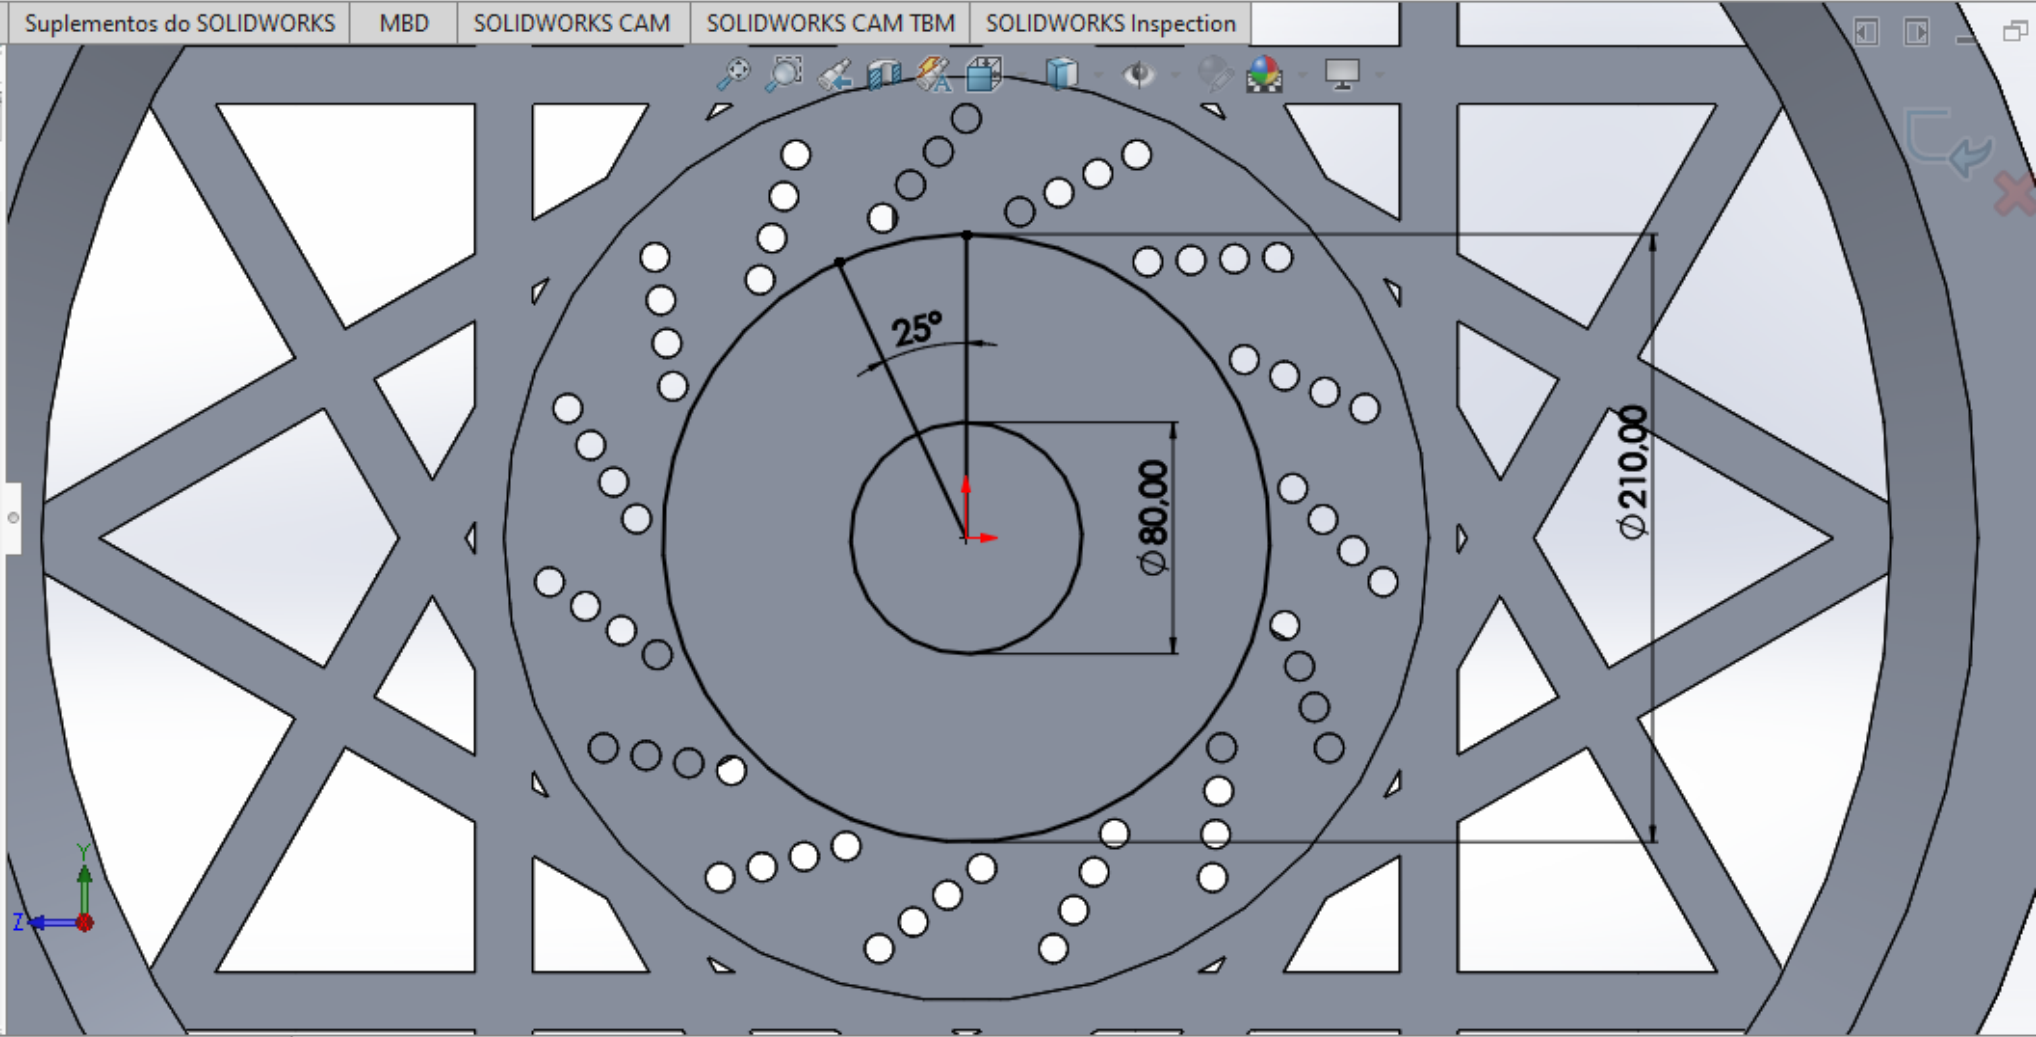 Suplementos do SOLIDWORKS
MBD
SOLIDWORKS CAM
SOLIDWORKS CAM TBM
SOLIDWORKS Inspection
25°
Ø80,00
Ø210,00
Y
Z